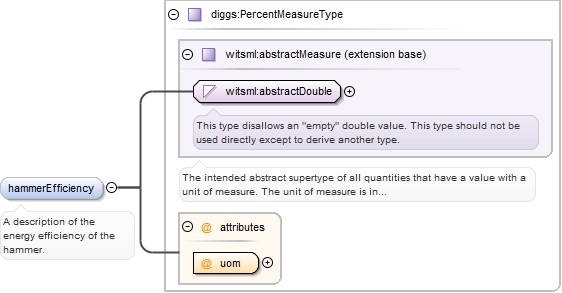 diggs:PercentMeasureType
witsml:abstractMeasure (extension base)
witsml:abstractDouble
This type disallows an "empty" double value. This type should not be
used directly except to derive another type.
The intended abstract supertype of all quantities that have a value with a
unit of measure. The unit of measure is in...
hammerEfficiency
A description of the
energy efficiency of the
hammer.
@ attributes
@ uom